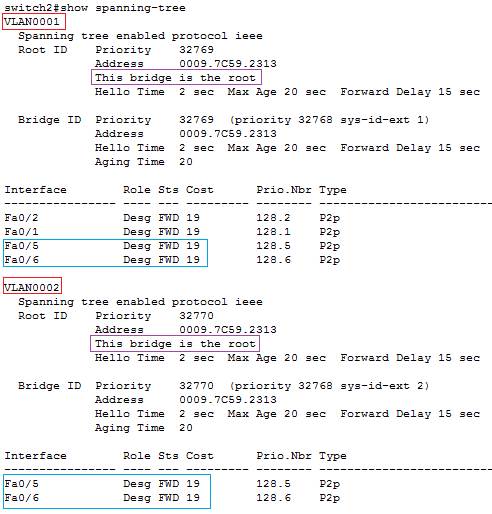 switch2#show spanning-tree
VLAN0001
  Spanning tree enabled protocol ieee
  Root ID    Priority    32769
             Address     0009.7C59.2313
             This bridge is the root
             Hello Time  2 sec  Max Age 20 sec  Forward Delay 15 sec
  Bridge ID  Priority    32769  (priority 32768 sys-id-ext 1)
             Address     0009.7C59.2313
             Hello Time  2 sec  Max Age 20 sec  Forward Delay 15 sec
             Aging Time  20
Interface        Role Sts Cost      Prio.Nbr Type
---------------- ---- --- --------- -------- --------------------------------
Fa0/2            Desg FWD 19        128.2    P2p
Fa0/1            Desg FWD 19        128.1    P2p
Fa0/5            Desg FWD 19        128.5    P2p
Fa0/6            Desg FWD 19        128.6    P2p
VLAN0002
  Spanning tree enabled protocol ieee
  Root ID    Priority    32770
             Address     0009.7C59.2313
             This bridge is the root
             Hello Time  2 sec  Max Age 20 sec  Forward Delay 15 sec
  Bridge ID  Priority    32770  (priority 32768 sys-id-ext 2)
             Address     0009.7C59.2313
             Hello Time  2 sec  Max Age 20 sec  Forward Delay 15 sec
             Aging Time  20
Interface        Role Sts Cost      Prio.Nbr Type
---------------- ---- --- --------- -------- --------------------------------
Fa0/5            Desg FWD 19        128.5    P2p
Fa0/6            Desg FWD 19        128.6    P2p